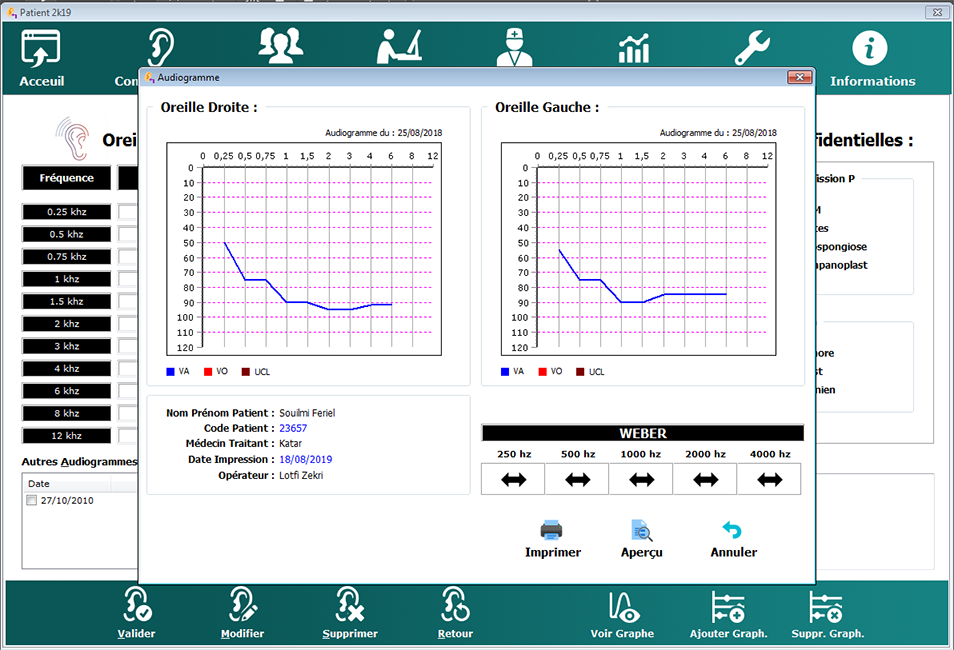 Patient 2k19
Acceuil
Informations
Audiogramme
Oreille Droite :
Audiogramme du : 25/08/2018
0 0,25 0,5 0,75 1 1,5 2 3 4 6 8 12
0
10
20
30
40
50
60
70
80
90
100
110
120
VA VO UCL
Oreille Gauche :
Audiogramme du : 25/08/2018
0 0,25 0,5 0,75 1 1,5 2 3 4 6 8 12
0
10
20
30
40
50
60
70
80
90
100
110
120
VA VO UCL
Nom Prénom Patient : Souilmi Feriel
Code Patient : 23657
Médecin Traitant : Katar
Date Impression : 18/08/2019
Opérateur : Lotfi Zekri
WEBER
250 hz 500 hz 1000 hz 2000 hz 4000 hz
Imprimer Aperçu Annuler
Fréquence
0.25 khz
0.5 khz
0.75 khz
1 khz
1.5 khz
2 khz
3 khz
4 khz
6 khz
8 khz
12 khz
Autres Audiogrammes
Date
27/10/2010
fidentielles :
ission P
spongiose
panoplast
Valider Modifier Supprimer Retour Voir Graphe Ajouter Graph. Suppr. Graph.